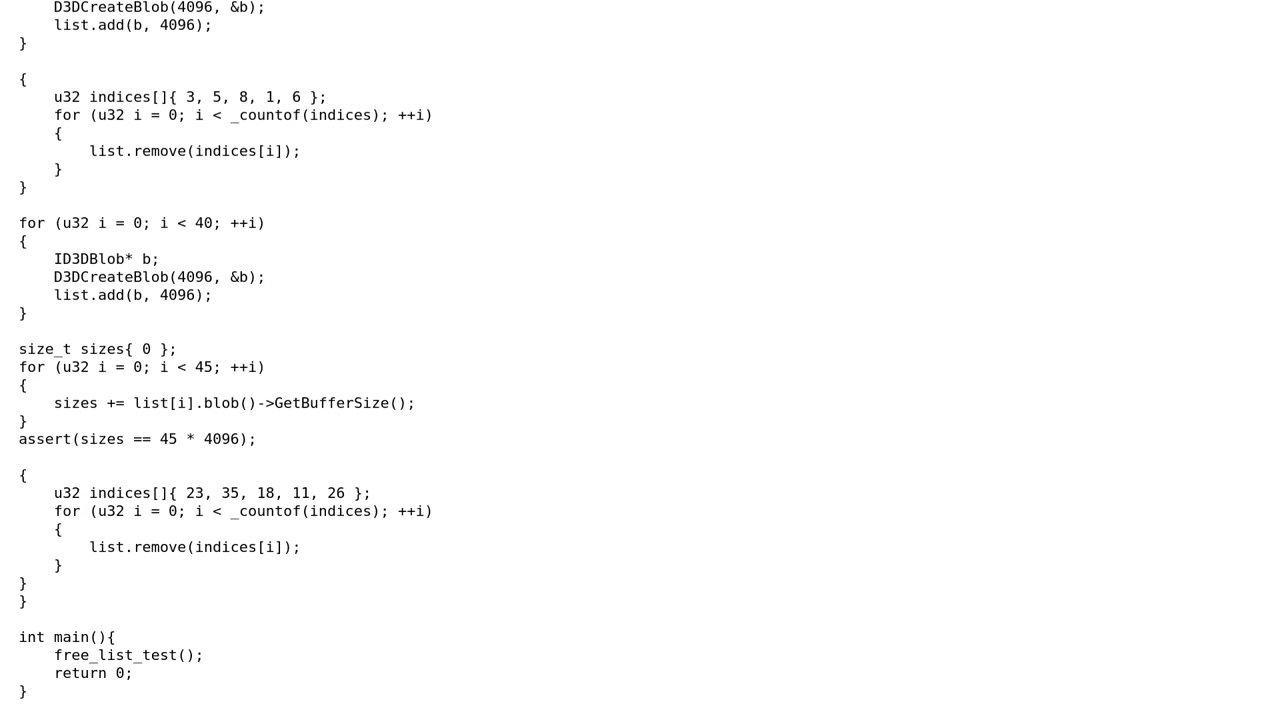 D3DCreateBlob(4096, &b);
    list.add(b, 4096);
}

{
    u32 indices[]{ 3, 5, 8, 1, 6 };
    for (u32 i = 0; i < _countof(indices); ++i)
    {
        list.remove(indices[i]);
    }
}

for (u32 i = 0; i < 40; ++i)
{
    ID3DBlob* b;
    D3DCreateBlob(4096, &b);
    list.add(b, 4096);
}

size_t sizes{ 0 };
for (u32 i = 0; i < 45; ++i)
{
    sizes += list[i].blob()->GetBufferSize();
}
assert(sizes == 45 * 4096);

{
    u32 indices[]{ 23, 35, 18, 11, 26 };
    for (u32 i = 0; i < _countof(indices); ++i)
    {
        list.remove(indices[i]);
    }
}
}

int main(){
    free_list_test();
    return 0;
}